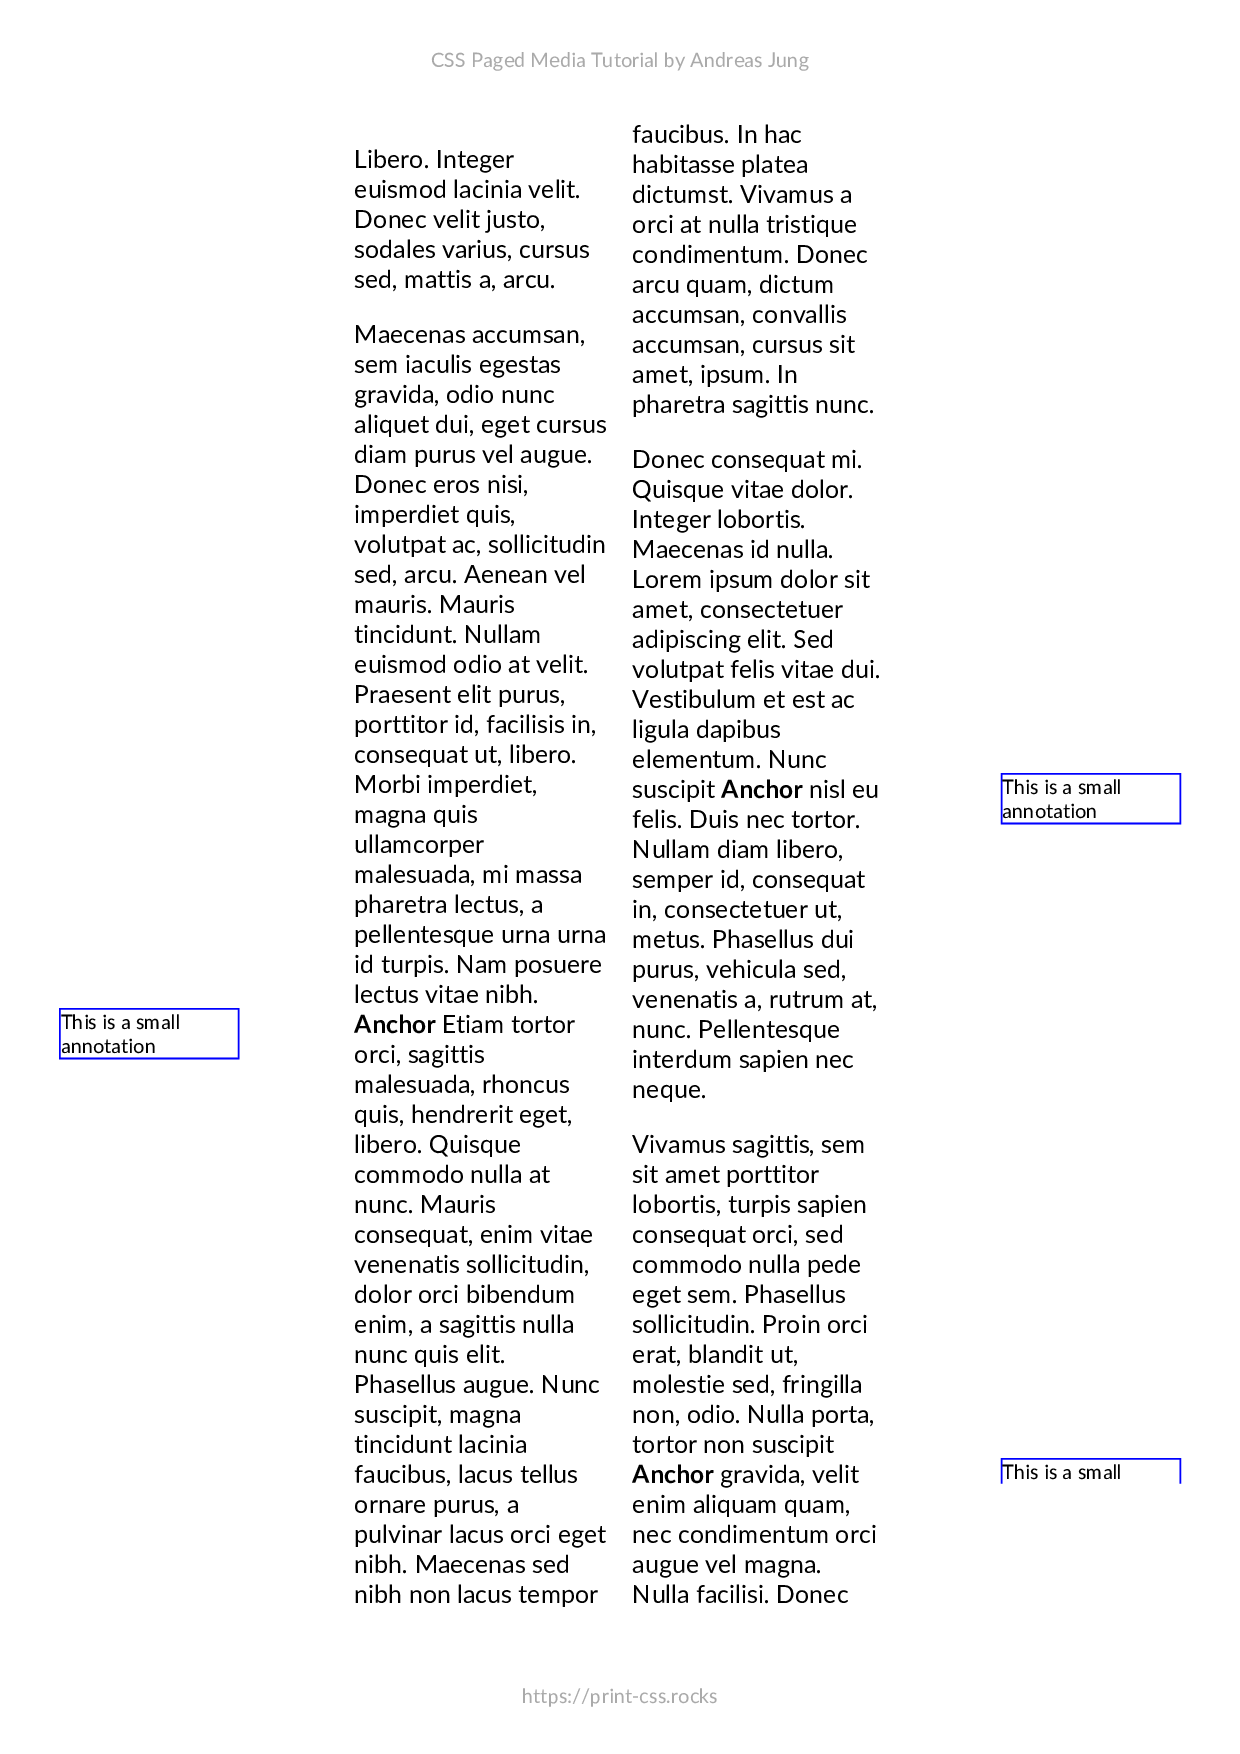 CSS Paged Media Tutorial by Andreas Jung
Libero. Integer
euismod lacinia velit.
Donec velit justo,
sodales varius, cursus
sed, mattis a, arcu.
Maecenas accumsan,
sem iaculis egestas
gravida, odio nunc
aliquet dui, eget cursus
diam purus vel augue.
Donec eros nisi,
imperdiet quis,
volutpat ac, sollicitudin
sed, arcu. Aenean vel
mauris. Mauris
tincidunt. Nullam
euismod odio at velit.
Praesent elit purus,
porttitor id, facilisis in,
consequat ut, libero.
Morbi imperdiet,
magna quis
ullamcorper
malesuada, mi massa
pharetra lectus, a
pellentesque urna urna
id turpis. Nam posuere
lectus vitae nibh.
Anchor Etiam tortor
orci, sagittis
malesuada, rhoncus
quis, hendrerit eget,
libero. Quisque
commodo nulla at
nunc. Mauris
consequat, enim vitae
venenatis sollicitudin,
dolor orci bibendum
enim, a sagittis nulla
nunc quis elit.
Phasellus augue. Nunc
suscipit, magna
tincidunt lacinia
faucibus, lacus tellus
ornare purus, a
pulvinar lacus orci eget
nibh. Maecenas sed
nibh non lacus tempor
This is a small
annotation
faucibus. In hac
habitasse platea
dictumst. Vivamus a
orci at nulla tristique
condimentum. Donec
arcu quam, dictum
accumsan, convallis
accumsan, cursus sit
amet, ipsum. In
pharetra sagittis nunc.
Donec consequat mi.
Quisque vitae dolor.
Integer lobortis.
Maecenas id nulla.
Lorem ipsum dolor sit
amet, consectetuer
adipiscing elit. Sed
volutpat felis vitae dui.
Vestibulum et est ac
ligula dapibus
elementum. Nunc
suscipit Anchor nisl eu
felis. Duis nec tortor.
Nullam diam libero,
semper id, consequat
in, consectetuer ut,
metus. Phasellus dui
purus, vehicula sed,
venenatis a, rutrum at,
nunc. Pellentesque
interdum sapien nec
neque.
Vivamus sagittis, sem
sit amet porttitor
lobortis, turpis sapien
consequat orci, sed
commodo nulla pede
eget sem. Phasellus
sollicitudin. Proin orci
erat, blandit ut,
molestie sed, fringilla
non, odio. Nulla porta,
tortor non suscipit
Anchor gravida, velit
enim aliquam quam,
nec condimentum orci
augue vel magna.
Nulla facilisi. Donec
This is a small
annotation
This is a small
https://print-css.rocks